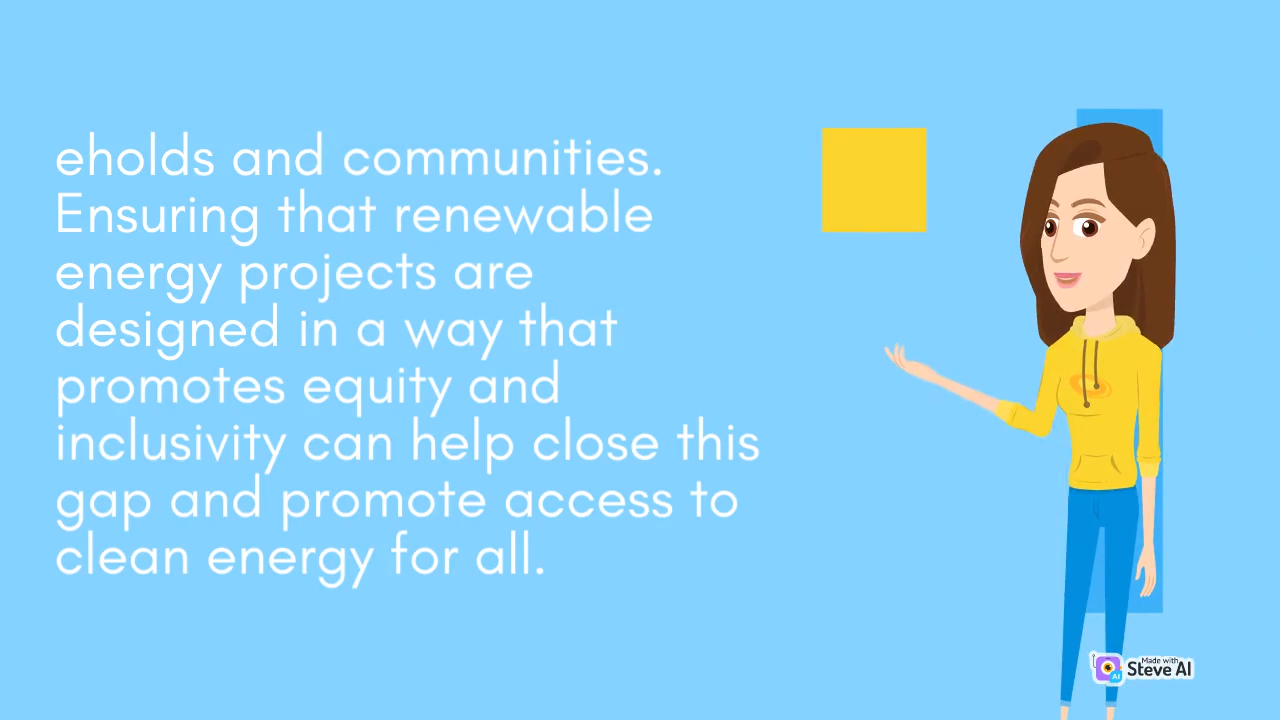 eholds and communities.
Ensuring that renewable
energy projects are
designed in a way that
promotes equity and
inclusivity can help close this
gap and promote access to
clean energy for all.
Made with
Steve AI
AI